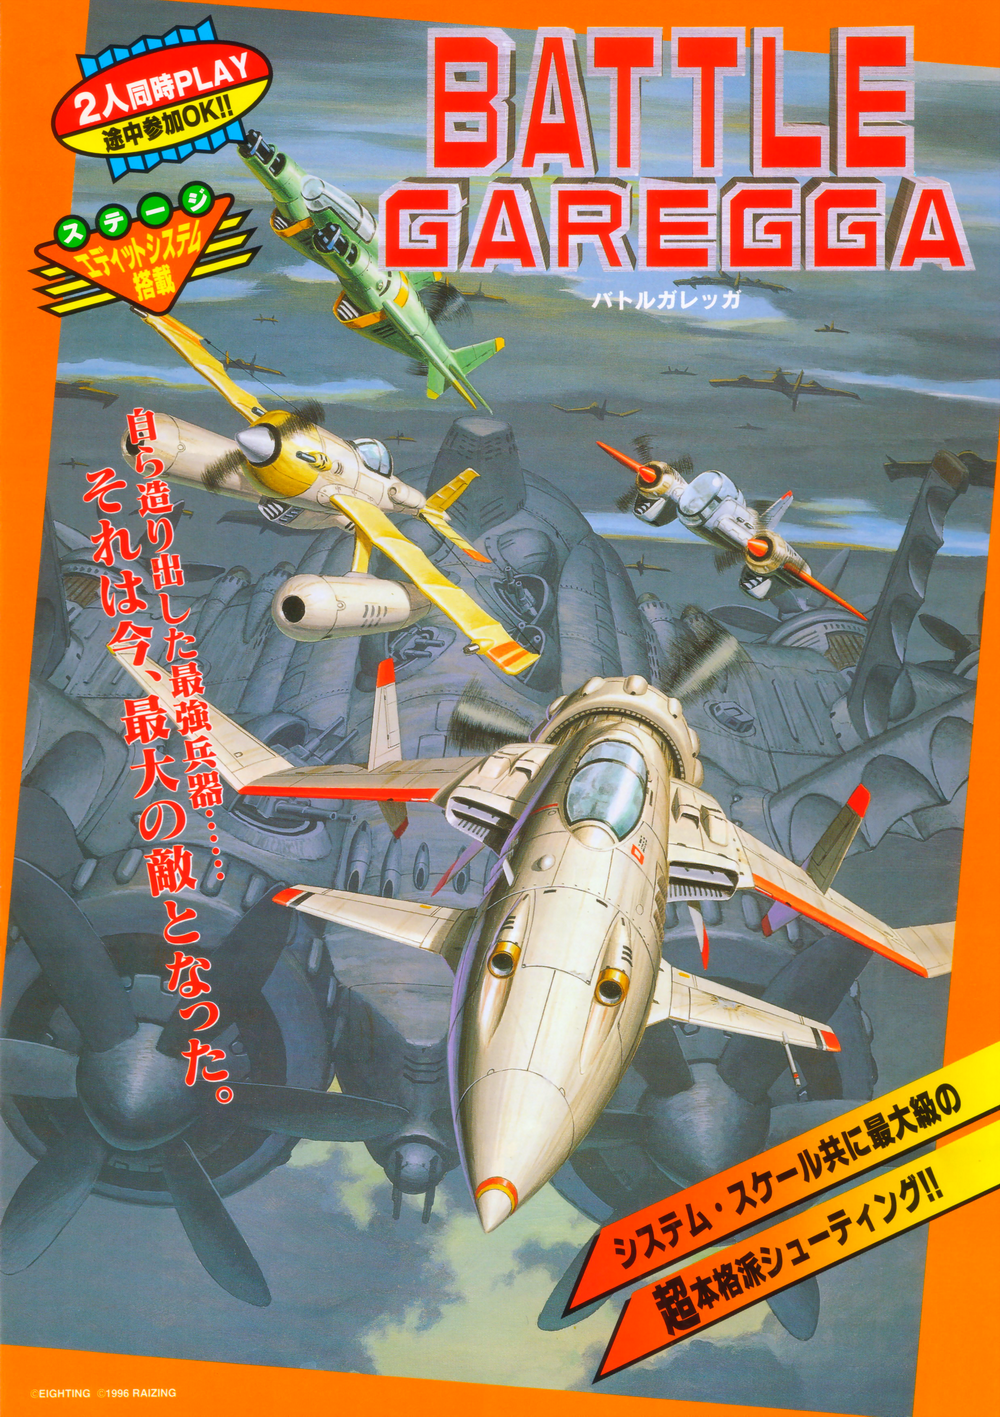 2人同時PLAY
途中参加OK!!
ステージ
エディットシステム
搭載
BATTLE
GAREGGA
バトルガレッガ
自ら造り出した最強兵器……
それは今、最大の敵となった。
システム・スケール共に最大級の
超本格派シューティング!!
©EIGHTING ©1996 RAIZING